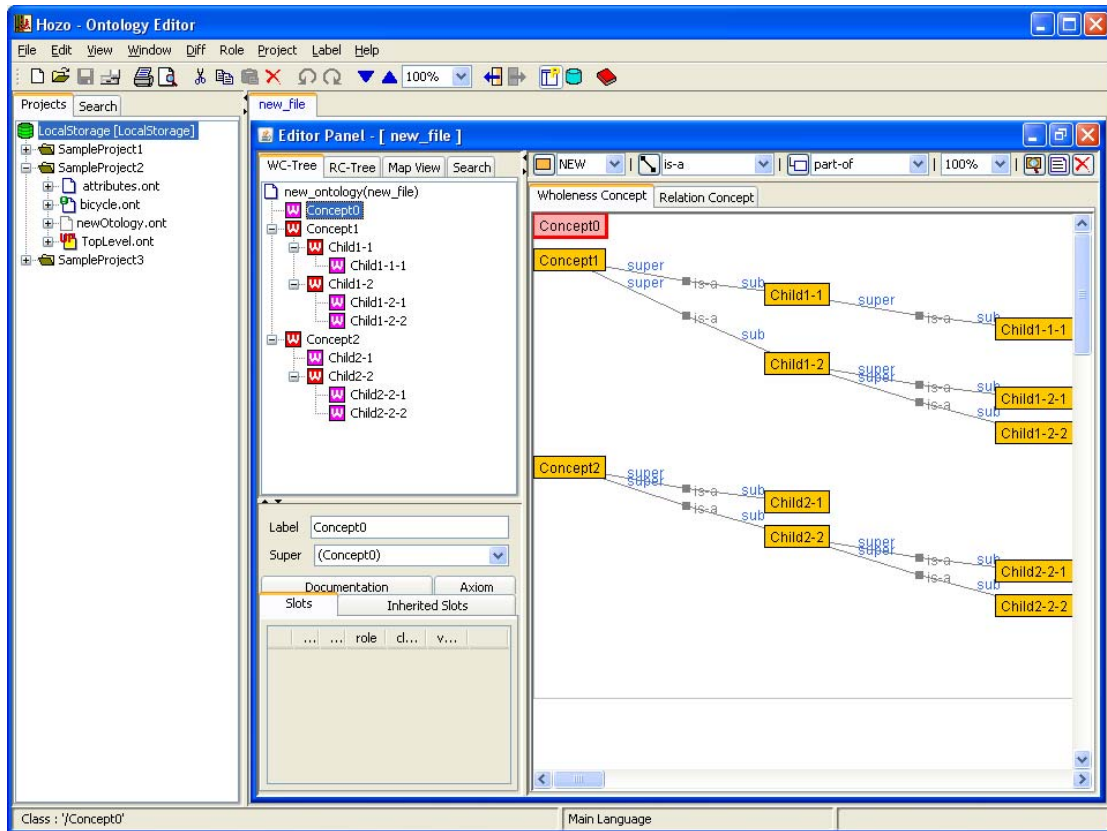 Hozo - Ontology Editor
File Edit View Window Diff Role Project Label Help
100%
Projects Search
new_file
LocalStorage [LocalStorage]
SampleProject1
SampleProject2
attributes.ont
bicycle.ont
newOtology.ont
TopLevel.ont
SampleProject3
Editor Panel - [ new_file ]
WC-Tree RC-Tree Map View Search
new_ontology(new_file)
W Concept0
W Concept1
W Child1-1
W Child1-1-1
W Child1-2
W Child1-2-1
W Child1-2-2
W Concept2
W Child2-1
W Child2-2
W Child2-2-1
W Child2-2-2
Label Concept0
Super (Concept0)
Documentation Axiom
Slots Inherited Slots
... ... role cl... v...
NEW is-a part-of 100%
Wholeness Concept Relation Concept
Concept0
Concept1
super is-a sub Child1-1
super is-a sub Child1-1-1
super is-a sub Child1-2
super is-a sub Child1-2-1
super is-a sub Child1-2-2
Concept2
super is-a sub Child2-1
super is-a sub Child2-2
super is-a sub Child2-2-1
super is-a sub Child2-2-2
Class : '/Concept0' Main Language